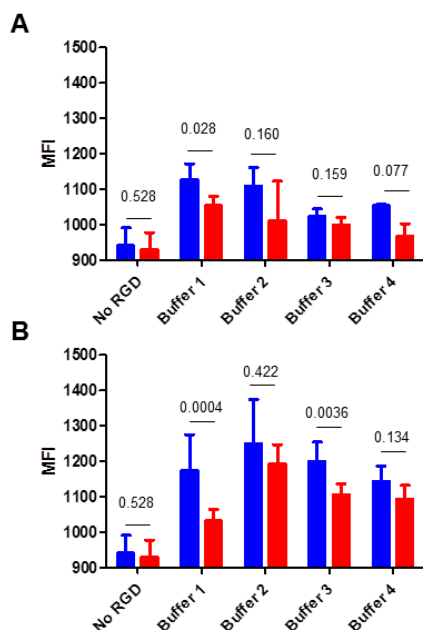 A
1500
1400
1300
1200
1100
1000
900
MFI
0.528
0.028
0.160
0.159
0.077
No RGD
Buffer 1
Buffer 2
Buffer 3
Buffer 4
B
1500
1400
1300
1200
1100
1000
900
MFI
0.528
0.0004
0.422
0.0036
0.134
No RGD
Buffer 1
Buffer 2
Buffer 3
Buffer 4